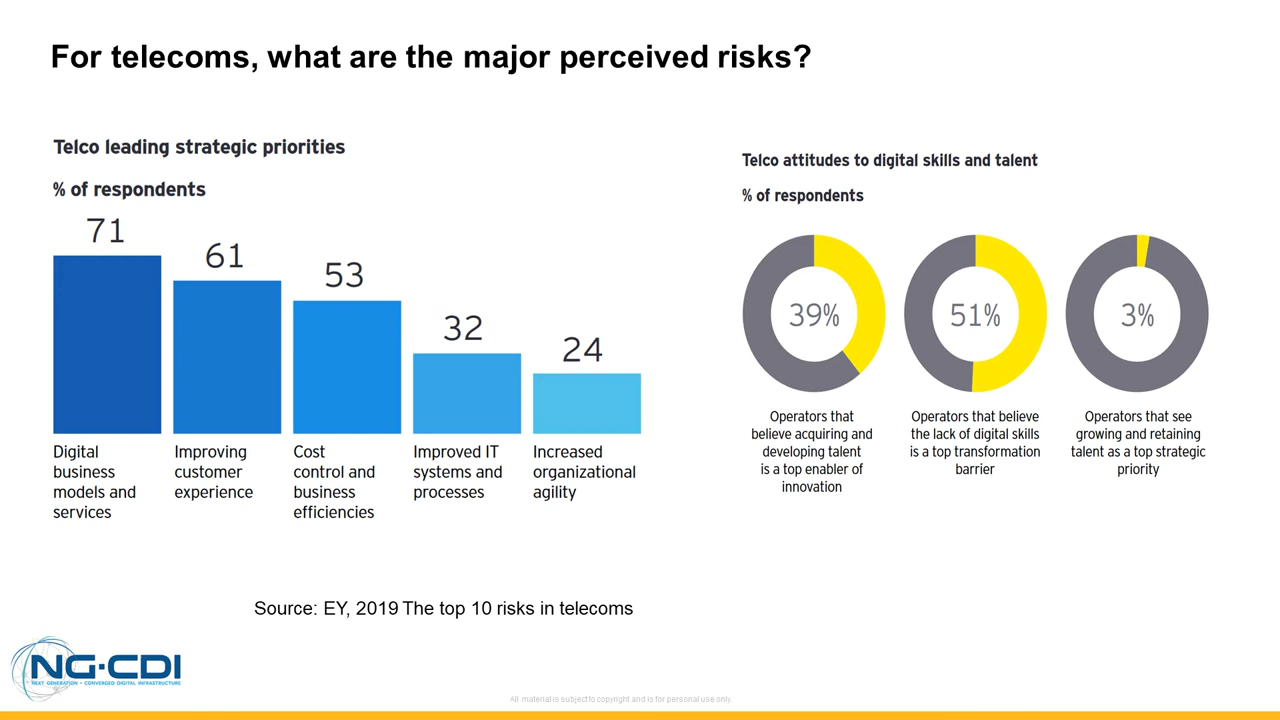 For telecoms, what are the major perceived risks?
Telco leading strategic priorities
% of respondents
71
61
53
32
24
Digital
business
models and
services
Improving
customer
experience
Cost
control and
business
efficiencies
Improved IT
systems and
processes
Increased
organizational
agility
Telco attitudes to digital skills and talent
% of respondents
39%
51%
3%
Operators that
believe acquiring and
developing talent
is a top enabler of
innovation
Operators that believe
the lack of digital skills
is a top transformation
barrier
Operators that see
growing and retaining
talent as a top strategic
priority
Source: EY, 2019 The top 10 risks in telecoms
NG·CDI
NEXT GENERATION · CONVERGED DIGITAL INFRASTRUCTURE
All material is subject to copyright and is for personal use only.